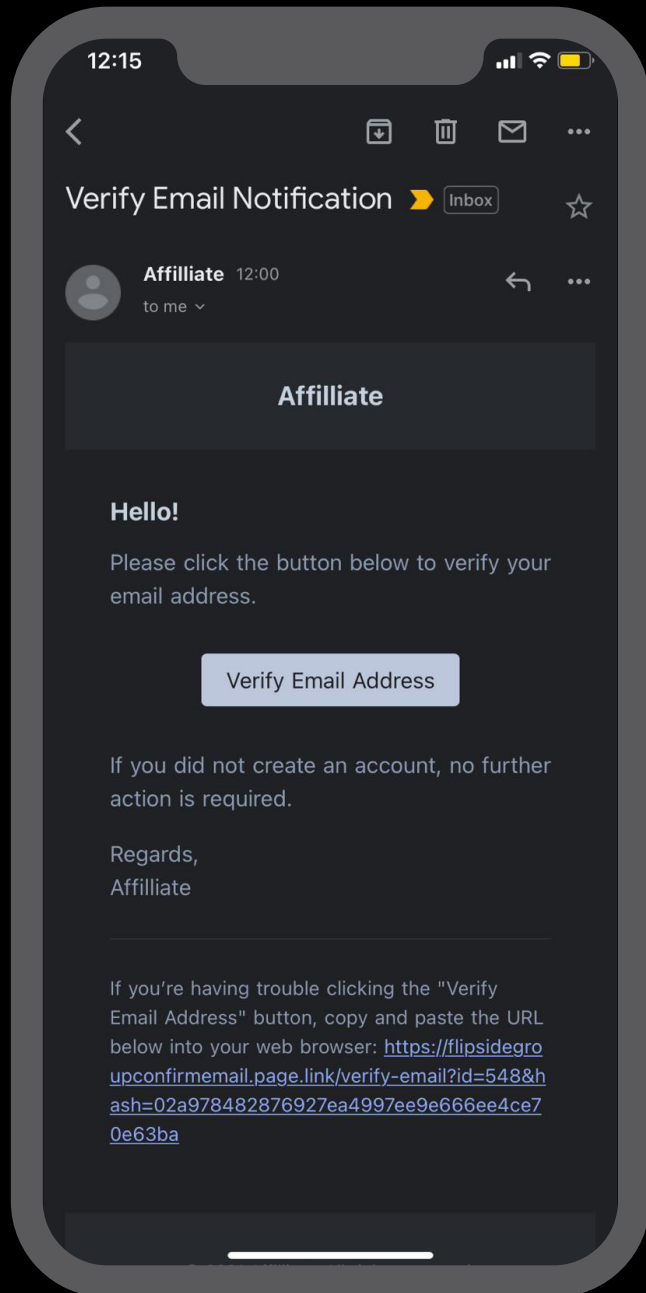 12:15
Verify Email Notification Inbox
Affilliate 12:00
to me
Affilliate
Hello!
Please click the button below to verify your
email address.
Verify Email Address
If you did not create an account, no further
action is required.
Regards,
Affilliate
If you're having trouble clicking the "Verify
Email Address" button, copy and paste the URL
below into your web browser: https://flipsidegro
upconfirmemail.page.link/verify-email?id=548&h
ash=02a978482876927ea4997ee9e666ee4ce7
0e63ba